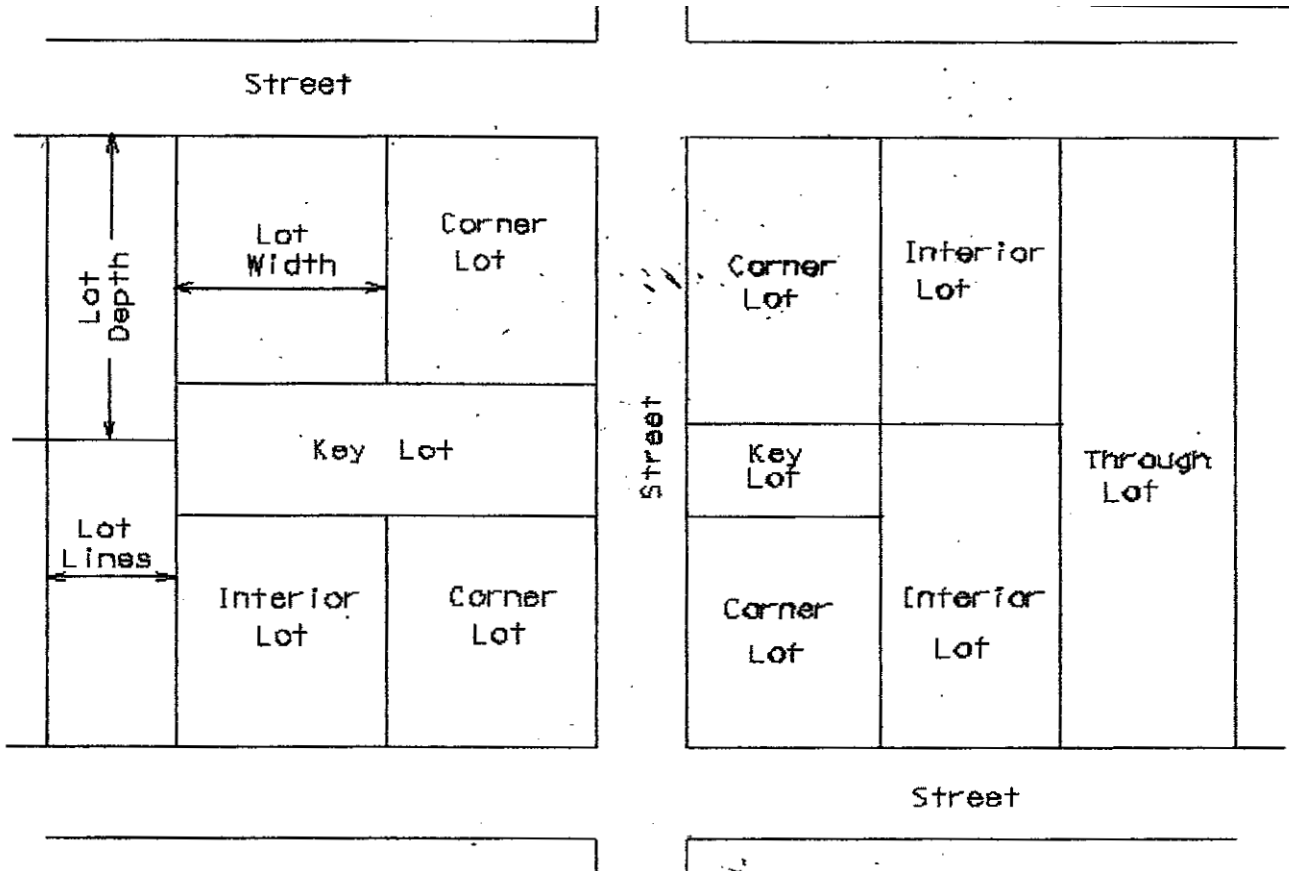 Street
Lot
Depth
Lot
Width
Corner
Lot
Corner
Lot
Interior
Lot
Key Lot
Street
Key
Lot
Through
Lot
Lot
Lines
Interior
Lot
Corner
Lot
Corner
Lot
Interior
Lot
Street